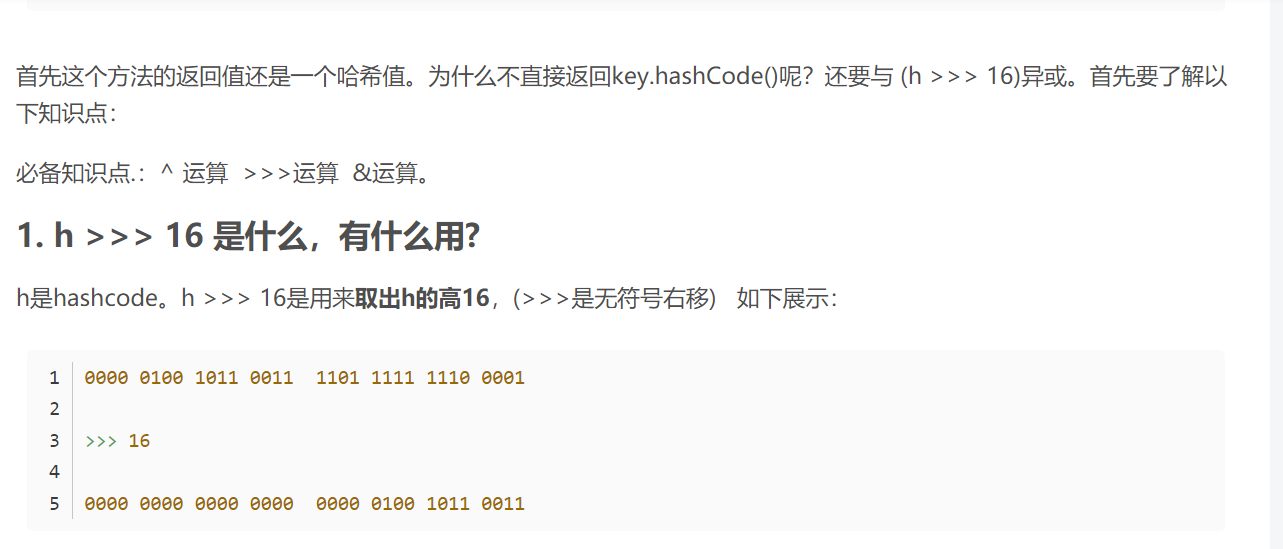 首先这个方法的返回值还是一个哈希值。为什么不直接返回key.hashCode()呢？还要与 (h >>> 16)异或。首先要了解以
下知识点：
必备知识点.：^ 运算  >>>运算  &运算。
1. h >>> 16 是什么，有什么用?
h是hashcode。h >>> 16是用来取出h的高16，(>>>是无符号右移)   如下展示：
1 0000 0100 1011 0011  1101 1111 1110 0001
2
3 >>> 16
4
5 0000 0000 0000 0000  0000 0100 1011 0011